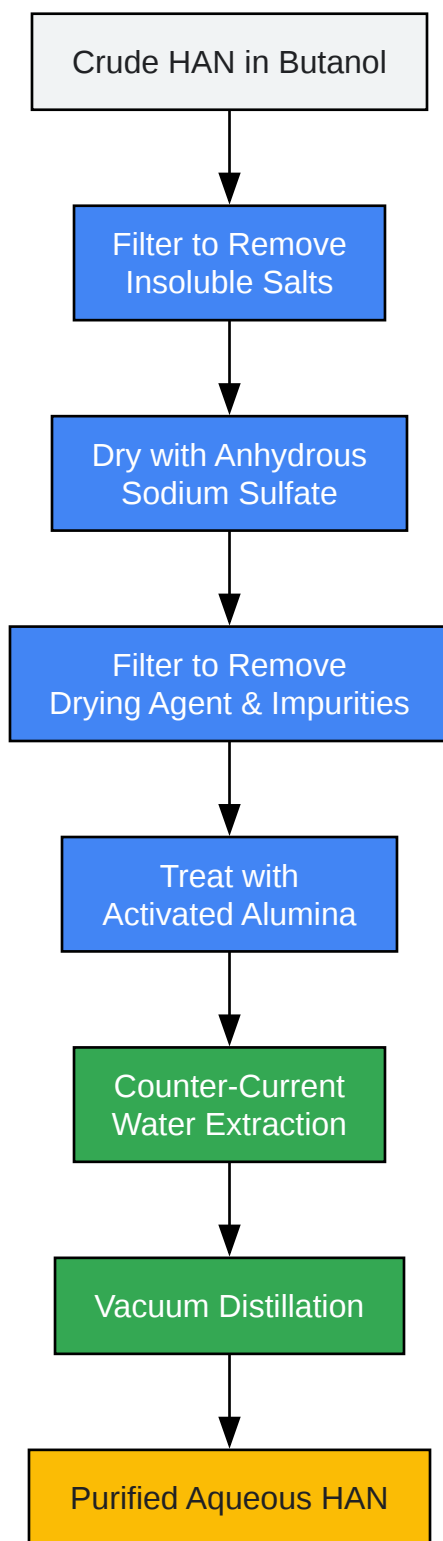 Crude HAN in Butanol
Filter to Remove
Insoluble Salts
Dry with Anhydrous
Sodium Sulfate
Filter to Remove
Drying Agent & Impurities
Treat with
Activated Alumina
Counter-Current
Water Extraction
Vacuum Distillation
Purified Aqueous HAN